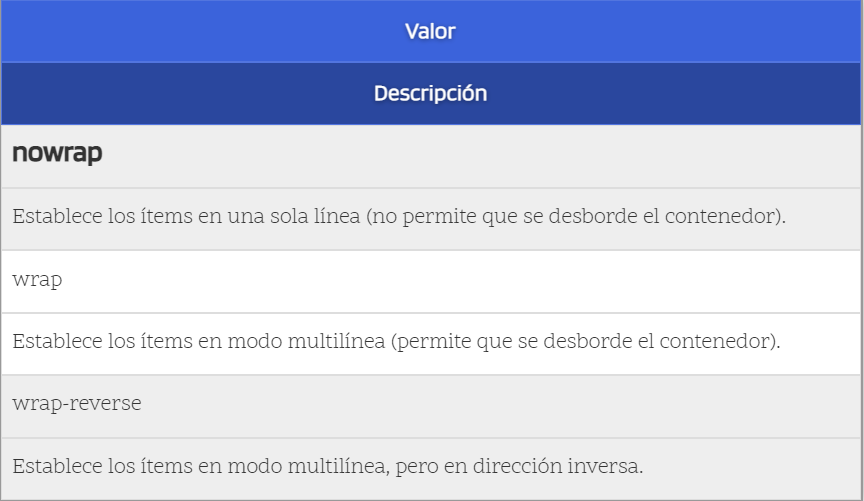 Valor
Descripción
nowrap
Establece los ítems en una sola línea (no permite que se desborde el contenedor).
wrap
Establece los ítems en modo multilínea (permite que se desborde el contenedor).
wrap-reverse
Establece los ítems en modo multilínea, pero en dirección inversa.